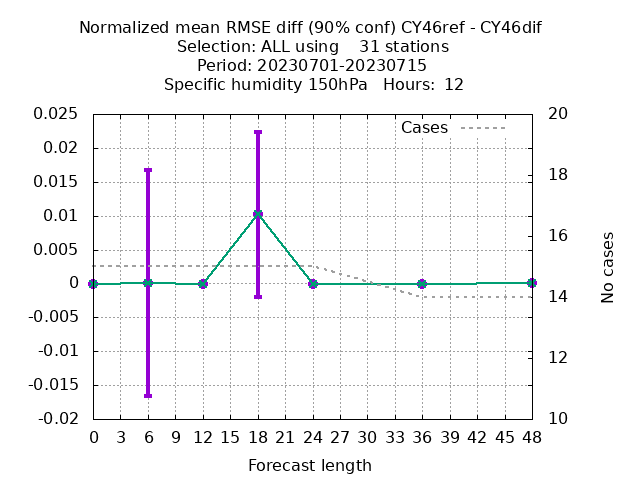 Normalized mean RMSE diff (90% conf) CY46ref - CY46dif
Selection: ALL using    31 stations
Period: 20230701-20230715
Specific humidity 150hPa   Hours:  12
Cases
0.025
0.02
0.015
0.01
0.005
0
-0.005
-0.01
-0.015
-0.02
20
18
16
14
12
10
No cases
0 3 6 9 12 15 18 21 24 27 30 33 36 39 42 45 48
Forecast length